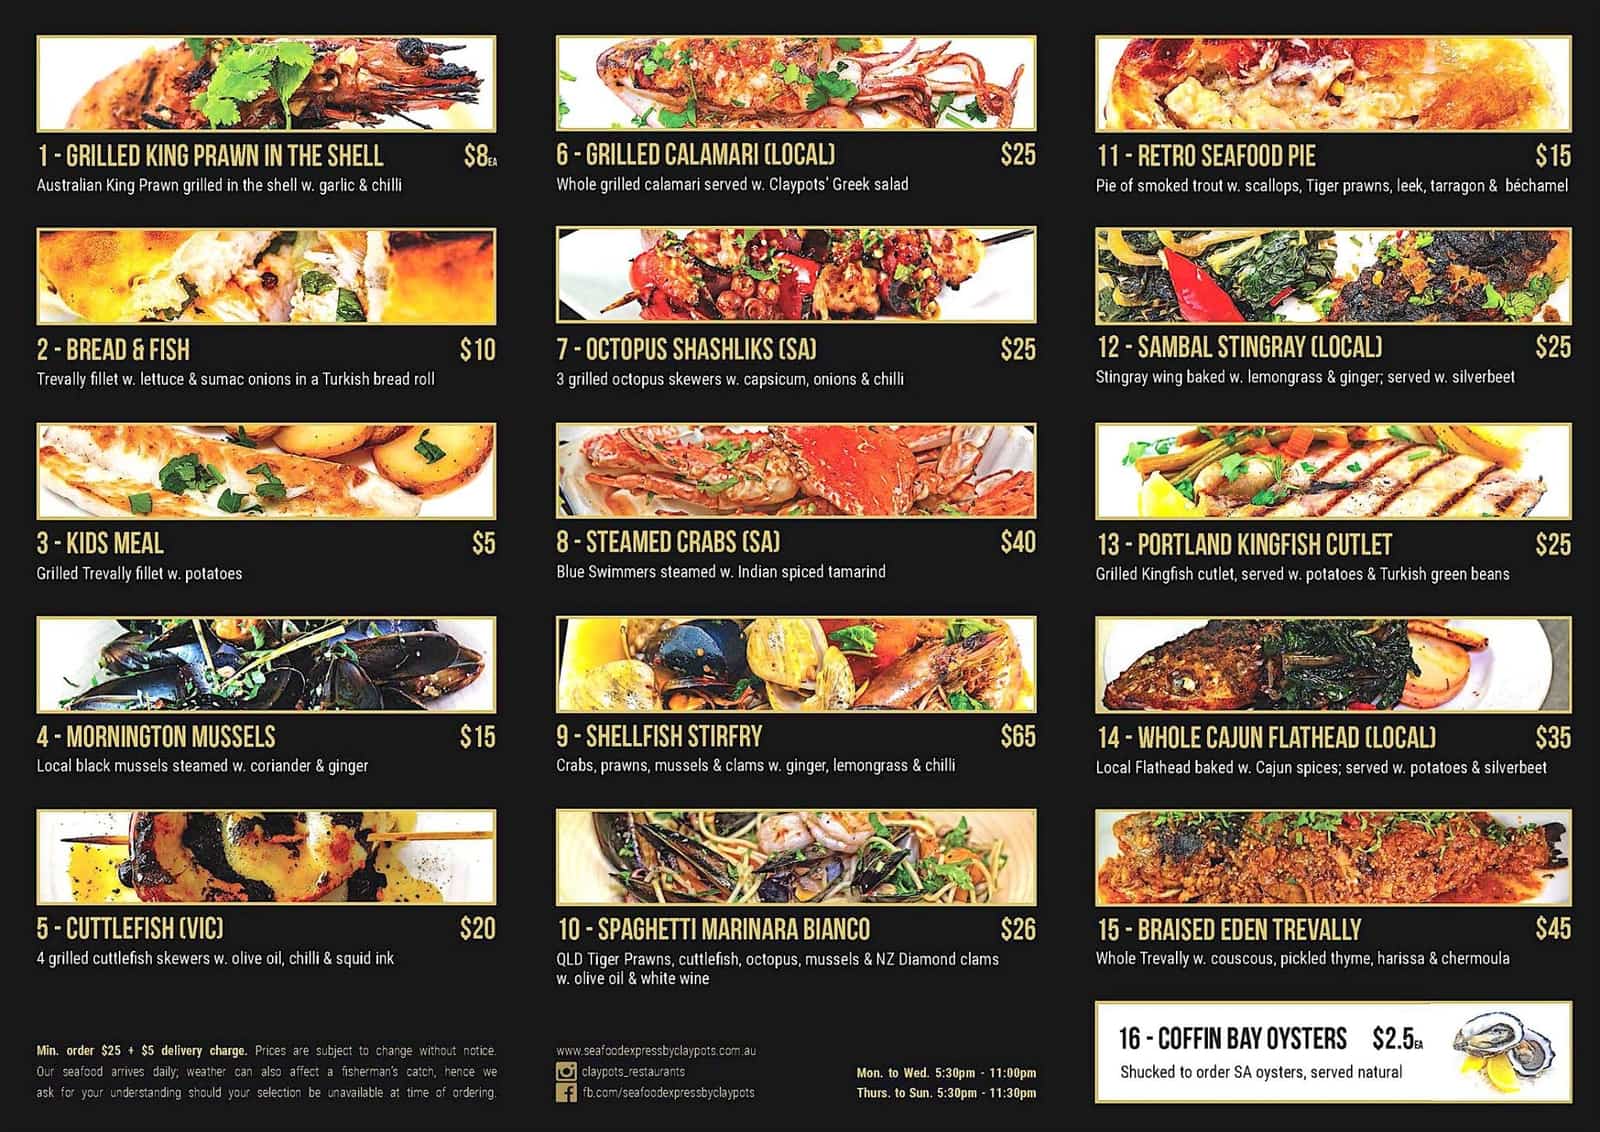 1 - GRILLED KING PRAWN IN THE SHELL $8EA
Australian King Prawn grilled in the shell w. garlic & chilli
2 - BREAD & FISH $10
Trevally fillet w. lettuce & sumac onions in a Turkish bread roll
3 - KIDS MEAL $5
Grilled Trevally fillet w. potatoes
4 - MORNINGTON MUSSELS $15
Local black mussels steamed w. coriander & ginger
5 - CUTTLEFISH (VIC) $20
4 grilled cuttlefish skewers w. olive oil, chilli & squid ink
Min. order $25 + $5 delivery charge. Prices are subject to change without notice.
Our seafood arrives daily; weather can also affect a fisherman's catch, hence we
ask for your understanding should your selection be unavailable at time of ordering.
6 - GRILLED CALAMARI (LOCAL) $25
Whole grilled calamari served w. Claypots' Greek salad
7 - OCTOPUS SHASHLIKS (SA) $25
3 grilled octopus skewers w. capsicum, onions & chilli
8 - STEAMED CRABS (SA) $40
Blue Swimmers steamed w. Indian spiced tamarind
9 - SHELLFISH STIRFRY $65
Crabs, prawns, mussels & clams w. ginger, lemongrass & chilli
10 - SPAGHETTI MARINARA BIANCO $26
QLD Tiger Prawns, cuttlefish, octopus, mussels & NZ Diamond clams
w. olive oil & white wine
www.seafoodexpressbyclaypots.com.au
claypots_restaurants
fb.com/seafoodexpressbyclaypots
Mon. to Wed. 5:30pm - 11:00pm
Thurs. to Sun. 5:30pm - 11:30pm
11 - RETRO SEAFOOD PIE $15
Pie of smoked trout w. scallops, Tiger prawns, leek, tarragon & béchamel
12 - SAMBAL STINGRAY (LOCAL) $25
Stingray wing baked w. lemongrass & ginger; served w. silverbeet
13 - PORTLAND KINGFISH CUTLET $25
Grilled Kingfish cutlet, served w. potatoes & Turkish green beans
14 - WHOLE CAJUN FLATHEAD (LOCAL) $35
Local Flathead baked w. Cajun spices; served w. potatoes & silverbeet
15 - BRAISED EDEN TREVALLY $45
Whole Trevally w. couscous, pickled thyme, harissa & chermoula
16 - COFFIN BAY OYSTERS $2.5EA
Shucked to order SA oysters, served natural